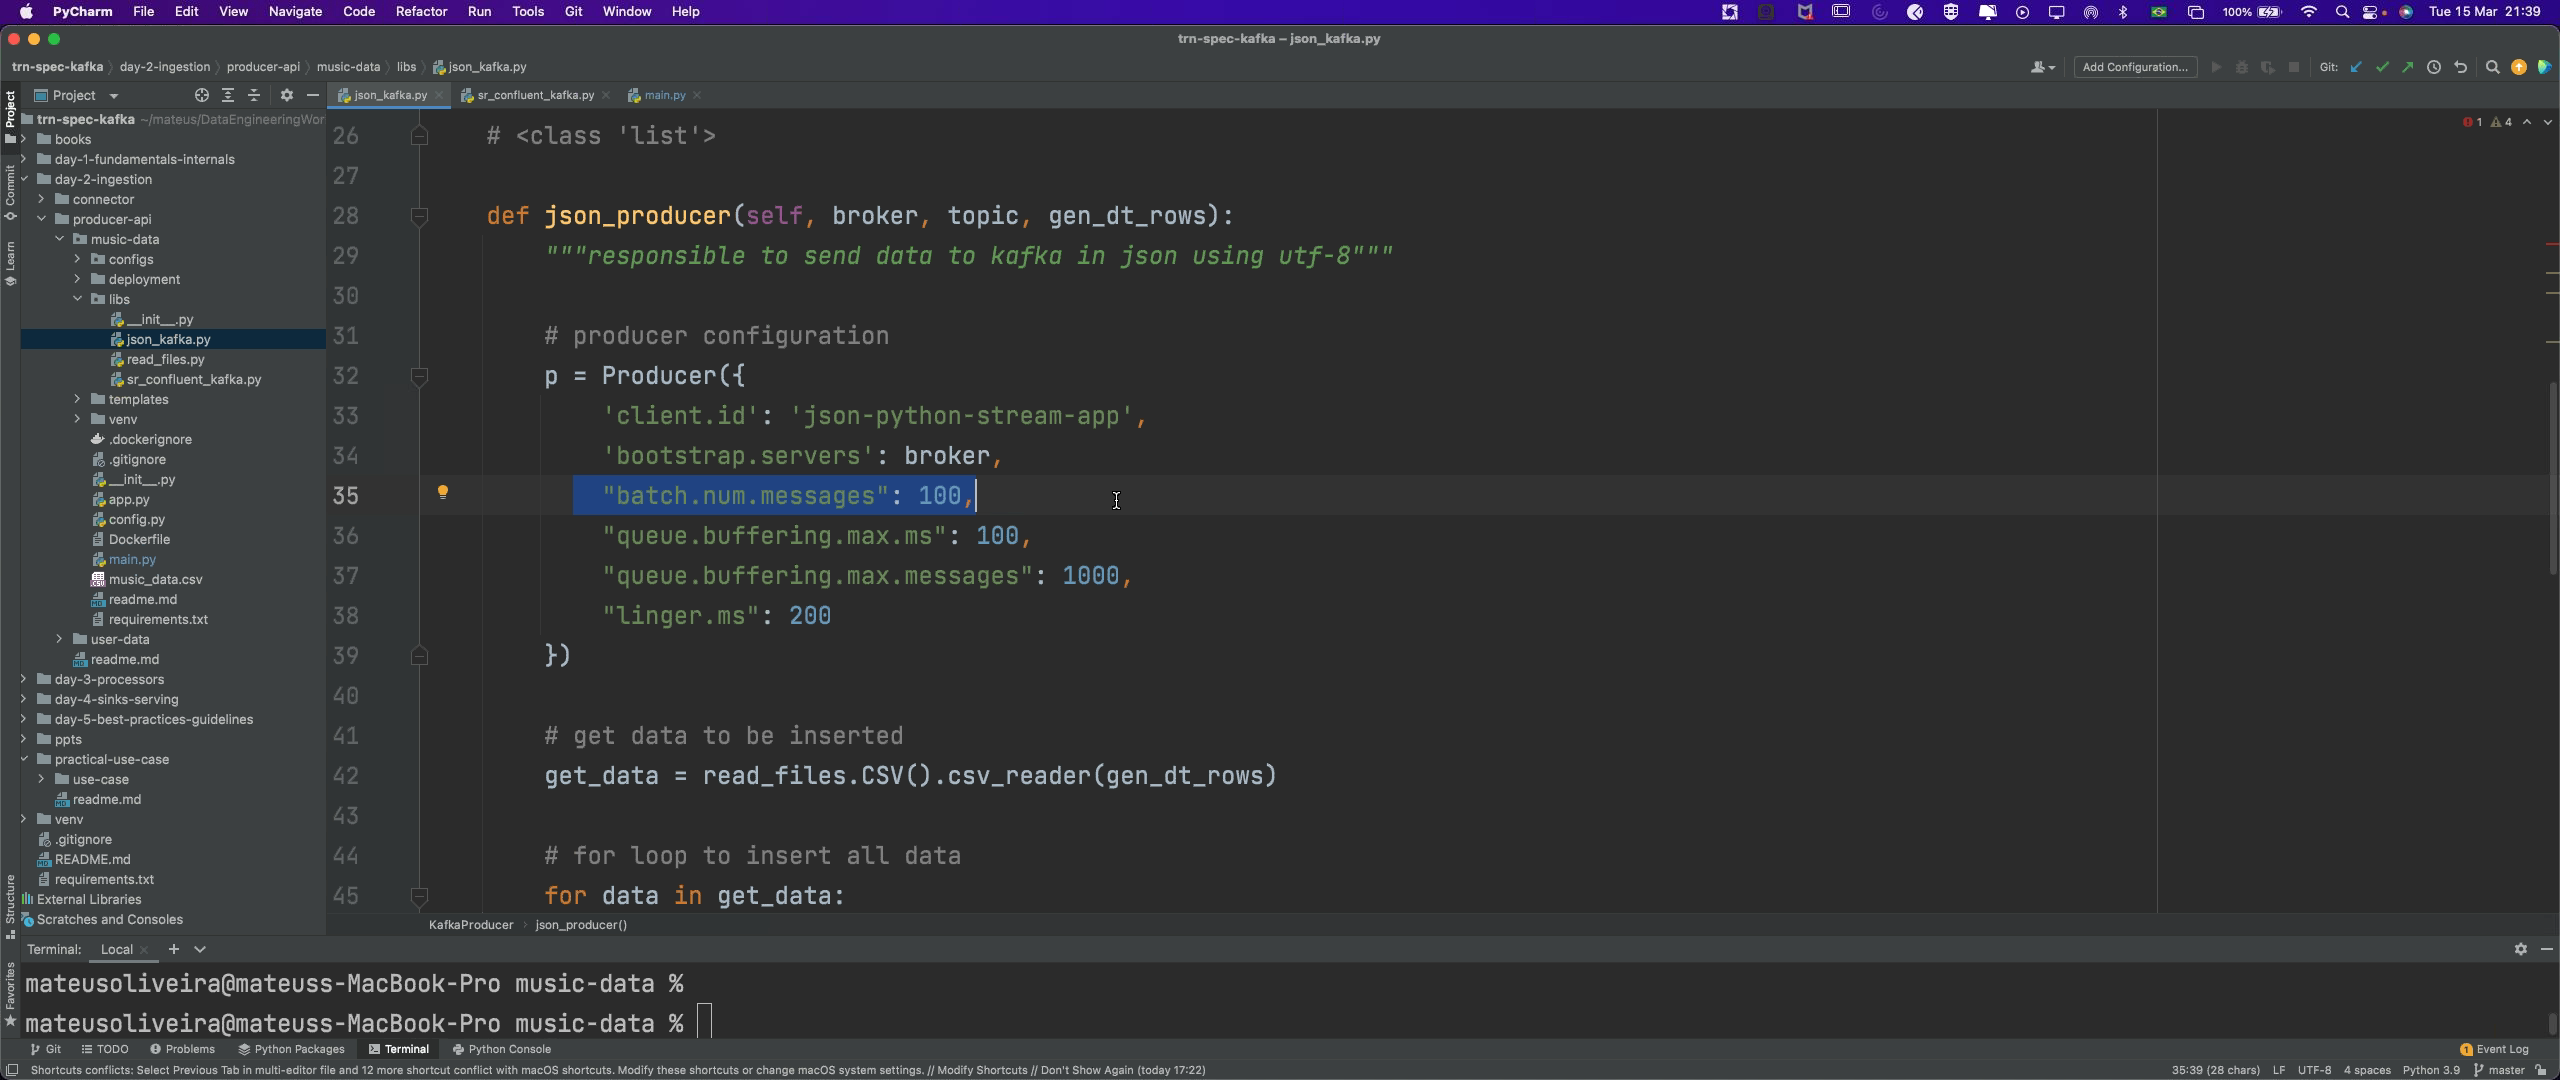 PyCharm File Edit View Navigate Code Refactor Run Tools Git Window Help 100% Tue 15 Mar 21:39
trn-spec-kafka – json_kafka.py
trn-spec-kafka day-2-ingestion producer-api music-data libs json_kafka.py Add Configuration... Git:
Project json_kafka.py sr_confluent_kafka.py main.py
Project
Commit
Learn
Structure
Favorites
trn-spec-kafka ~/mateus/DataEngineeringWor
books
day-1-fundamentals-internals
day-2-ingestion
connector
producer-api
music-data
configs
deployment
libs
__init__.py
json_kafka.py
read_files.py
sr_confluent_kafka.py
templates
venv
.dockerignore
.gitignore
__init__.py
app.py
config.py
Dockerfile
main.py
music_data.csv
readme.md
requirements.txt
user-data
readme.md
day-3-processors
day-4-sinks-serving
day-5-best-practices-guidelines
ppts
practical-use-case
use-case
readme.md
venv
.gitignore
README.md
requirements.txt
External Libraries
Scratches and Consoles
1 4
26 # <class 'list'>
27
28 def json_producer(self, broker, topic, gen_dt_rows):
29 """responsible to send data to kafka in json using utf-8"""
30
31 # producer configuration
32 p = Producer({
33 'client.id': 'json-python-stream-app',
34 'bootstrap.servers': broker,
35 "batch.num.messages": 100,
36 "queue.buffering.max.ms": 100,
37 "queue.buffering.max.messages": 1000,
38 "linger.ms": 200
39 })
40
41 # get data to be inserted
42 get_data = read_files.CSV().csv_reader(gen_dt_rows)
43
44 # for loop to insert all data
45 for data in get_data:
KafkaProducer json_producer()
Terminal: Local
mateusoliveira@mateuss-MacBook-Pro music-data %
mateusoliveira@mateuss-MacBook-Pro music-data %
Git TODO Problems Python Packages Terminal Python Console 1 Event Log
Shortcuts conflicts: Select Previous Tab in multi-editor file and 12 more shortcut conflict with macOS shortcuts. Modify these shortcuts or change macOS system settings. // Modify Shortcuts // Don't Show Again (today 17:22) 35:39 (28 chars) LF UTF-8 4 spaces Python 3.9 master